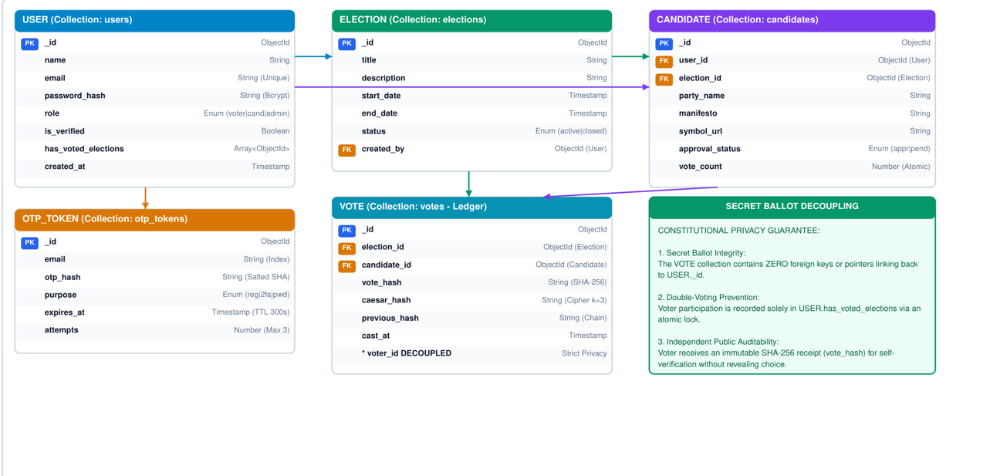 USER (Collection: users)
PK _id ObjectId
name String
email String (Unique)
password_hash String (Bcrypt)
role Enum (voter|cand|admin)
is_verified Boolean
has_voted_elections Array<ObjectId>
created_at Timestamp
ELECTION (Collection: elections)
PK _id ObjectId
title String
description String
start_date Timestamp
end_date Timestamp
status Enum (active|closed)
FK created_by ObjectId (User)
CANDIDATE (Collection: candidates)
PK _id ObjectId
FK user_id ObjectId (User)
FK election_id ObjectId (Election)
party_name String
manifesto String
symbol_url String
approval_status Enum (appr|pend)
vote_count Number (Atomic)
OTP_TOKEN (Collection: otp_tokens)
PK _id ObjectId
email String (Index)
otp_hash String (Salted SHA)
purpose Enum (reg|2fa|pwd)
expires_at Timestamp (TTL 300s)
attempts Number (Max 3)
VOTE (Collection: votes - Ledger)
PK _id ObjectId
FK election_id ObjectId (Election)
FK candidate_id ObjectId (Candidate)
vote_hash String (SHA-256)
caesar_hash String (Cipher k=3)
previous_hash String (Chain)
cast_at Timestamp
* voter_id DECOUPLED Strict Privacy
SECRET BALLOT DECOUPLING
CONSTITUTIONAL PRIVACY GUARANTEE:
1. Secret Ballot Integrity:
The VOTE collection contains ZERO foreign keys or pointers linking back
to USER._id.
2. Double-Voting Prevention:
Voter participation is recorded solely in USER.has_voted_elections via an
atomic lock.
3. Independent Public Auditability:
Voter receives an immutable SHA-256 receipt (vote_hash) for self-
verification without revealing choice.